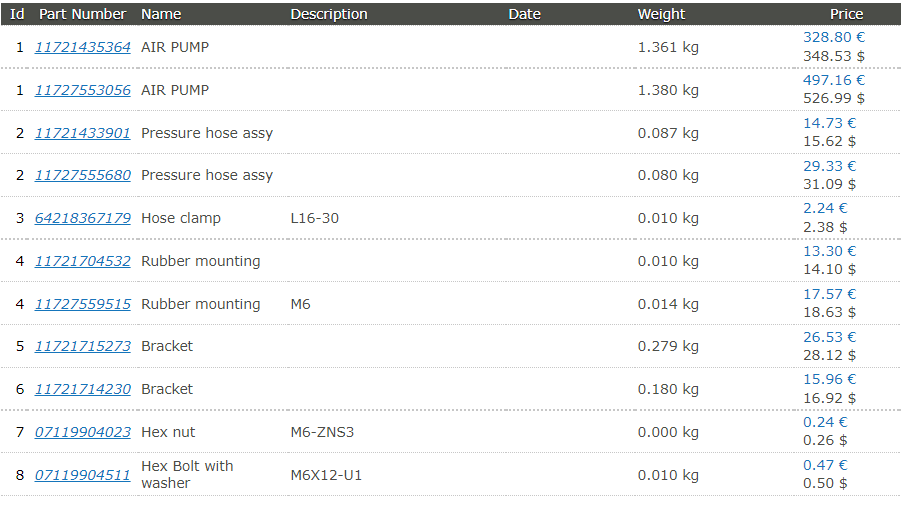 Id Part Number Name Description Date Weight Price
1 11721435364 AIR PUMP 1.361 kg 328.80 €
348.53 $
1 11727553056 AIR PUMP 1.380 kg 497.16 €
526.99 $
2 11721433901 Pressure hose assy 0.087 kg 14.73 €
15.62 $
2 11727555680 Pressure hose assy 0.080 kg 29.33 €
31.09 $
3 64218367179 Hose clamp L16-30 0.010 kg 2.24 €
2.38 $
4 11721704532 Rubber mounting 0.010 kg 13.30 €
14.10 $
4 11727559515 Rubber mounting M6 0.014 kg 17.57 €
18.63 $
5 11721715273 Bracket 0.279 kg 26.53 €
28.12 $
6 11721714230 Bracket 0.180 kg 15.96 €
16.92 $
7 07119904023 Hex nut M6-ZNS3 0.000 kg 0.24 €
0.26 $
8 07119904511 Hex Bolt with washer M6X12-U1 0.010 kg 0.47 €
0.50 $